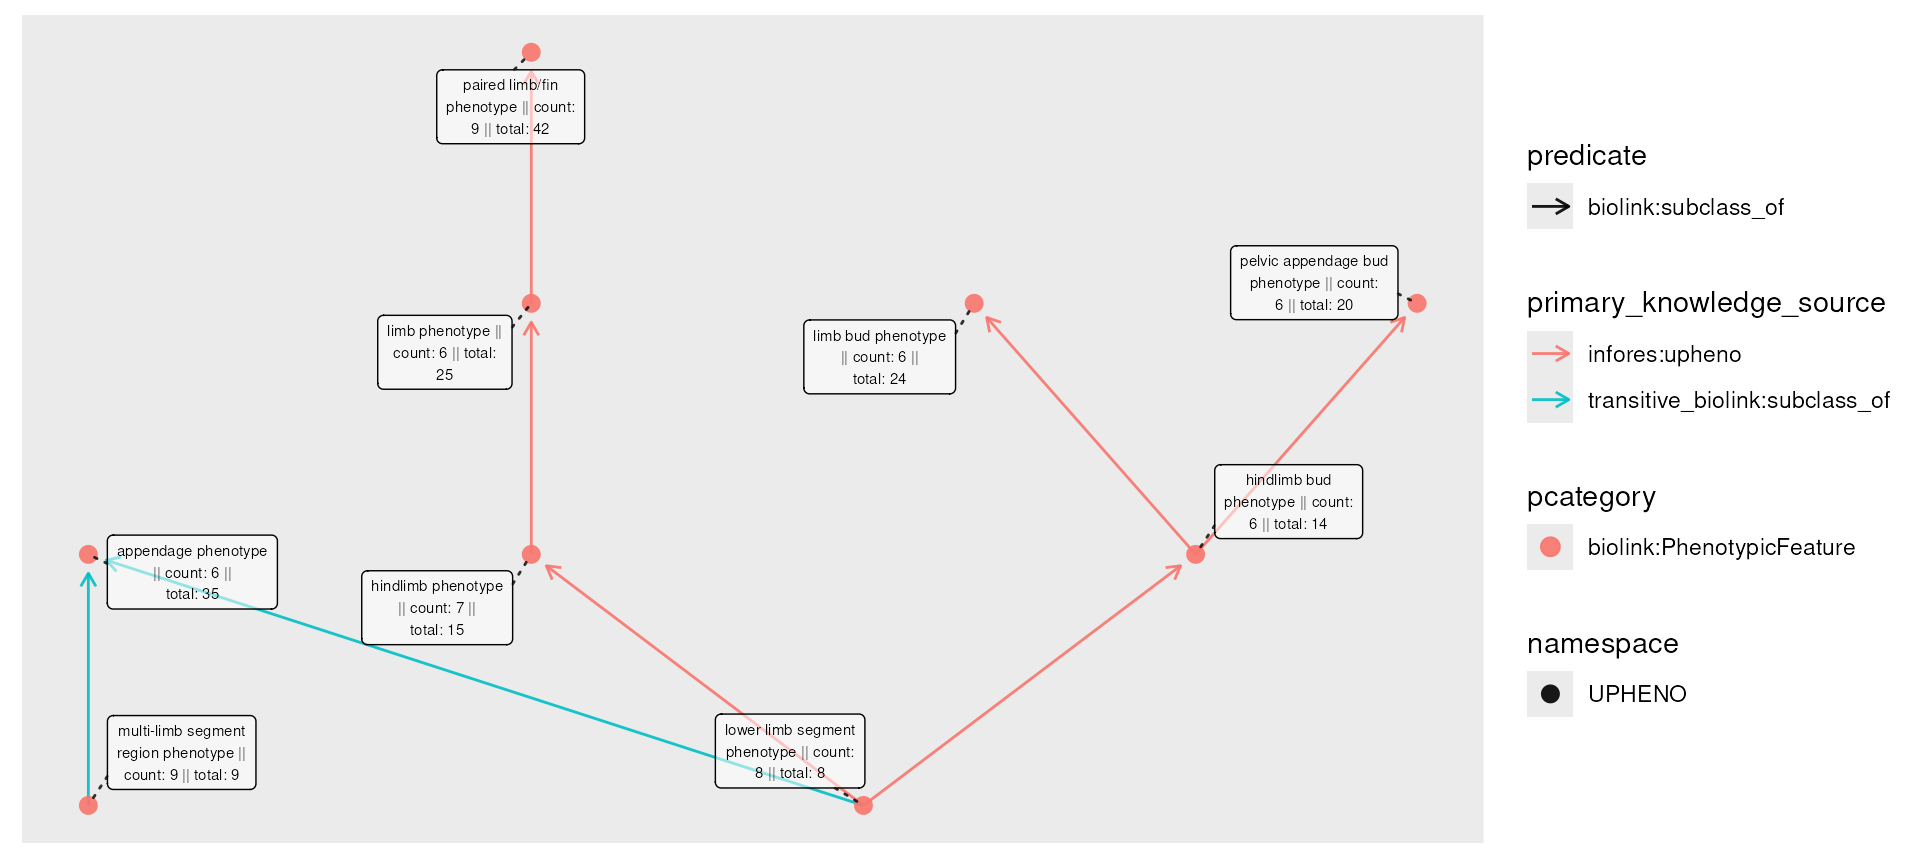 paired limb/fin
phenotype || count:
9 || total: 42
pelvic appendage bud
phenotype || count:
6 || total: 20
limb phenotype ||
count: 6 || total:
25
limb bud phenotype
|| count: 6 ||
total: 24
hindlimb bud
phenotype || count:
6 || total: 14
appendage phenotype
|| count: 6 ||
total: 35
hindlimb phenotype
|| count: 7 ||
total: 15
multi-limb segment
region phenotype ||
count: 9 || total: 9
lower limb segment
phenotype || count:
8 || total: 8
predicate
biolink:subclass_of
primary_knowledge_source
infores:upheno
transitive_biolink:subclass_of
pcategory
biolink:PhenotypicFeature
namespace
UPHENO